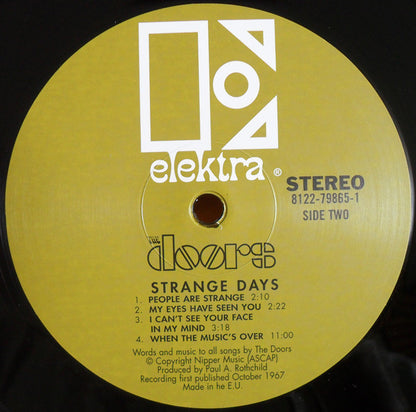 elektra ®
STEREO
8122-79865-1
SIDE TWO
THE doors
STRANGE DAYS
1. PEOPLE ARE STRANGE 2:10
2. MY EYES HAVE SEEN YOU 2:22
3. I CAN'T SEE YOUR FACE
IN MY MIND 3:18
4. WHEN THE MUSIC'S OVER 11:00
Words and music to all songs by The Doors
© Copyright Nipper Music (ASCAP)
Produced by Paul A. Rothchild
Recording first published October 1967
Made in he E.U.